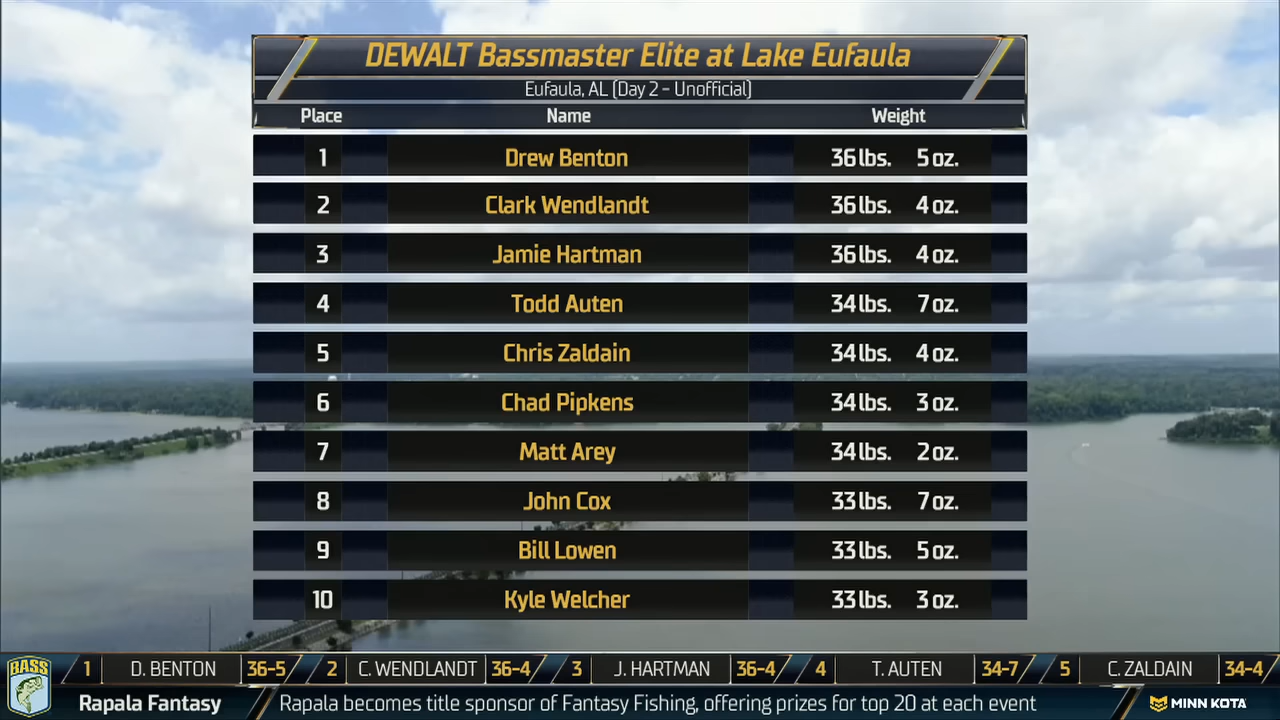 DEWALT Bassmaster Elite at Lake Eufaula
Eufaula, AL (Day 2 - Unofficial)
Place Name Weight
1 Drew Benton 36 lbs. 5 oz.
2 Clark Wendlandt 36 lbs. 4 oz.
3 Jamie Hartman 36 lbs. 4 oz.
4 Todd Auten 34 lbs. 7 oz.
5 Chris Zaldain 34 lbs. 4 oz.
6 Chad Pipkens 34 lbs. 3 oz.
7 Matt Arey 34 lbs. 2 oz.
8 John Cox 33 lbs. 7 oz.
9 Bill Lowen 33 lbs. 5 oz.
10 Kyle Welcher 33 lbs. 3 oz.
BASS 1 D. BENTON 36-5 2 C. WENDLANDT 36-4 3 J. HARTMAN 36-4 4 T. AUTEN 34-7 5 C. ZALDAIN 34-4
Rapala Fantasy Rapala becomes title sponsor of Fantasy Fishing, offering prizes for top 20 at each event MINN KOTA